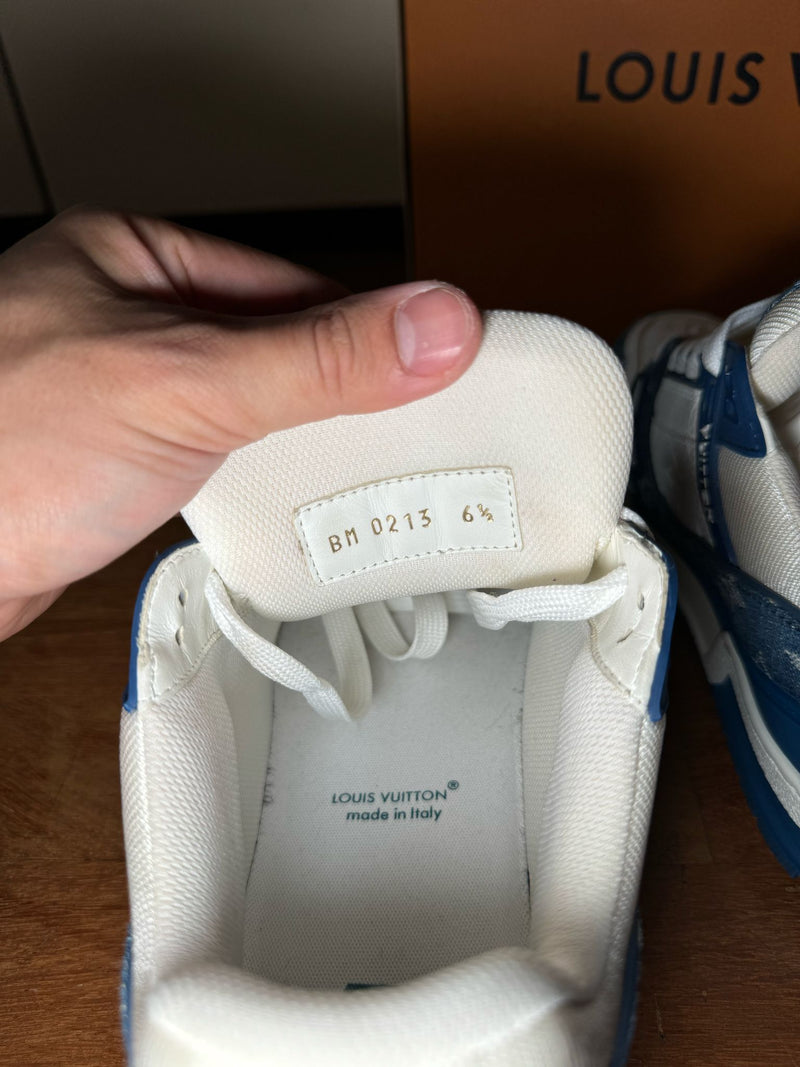 LOUIS V
BM 0213 6½
LOUIS VUITTON®
made in Italy